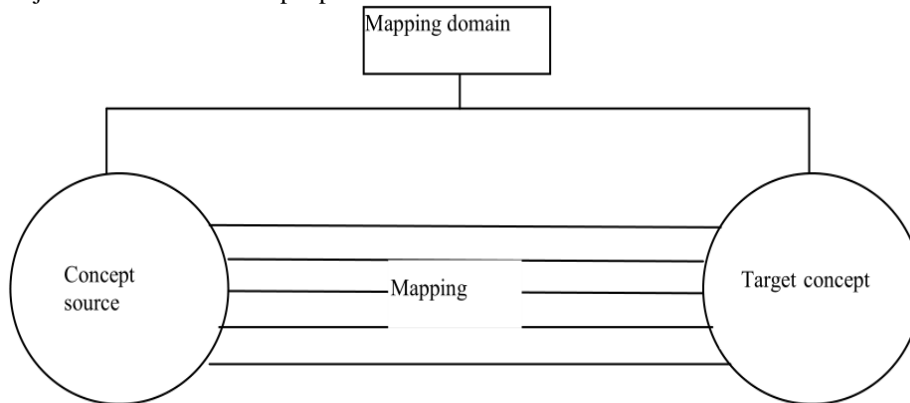 Mapping domain
Concept
source
Mapping
Target concept